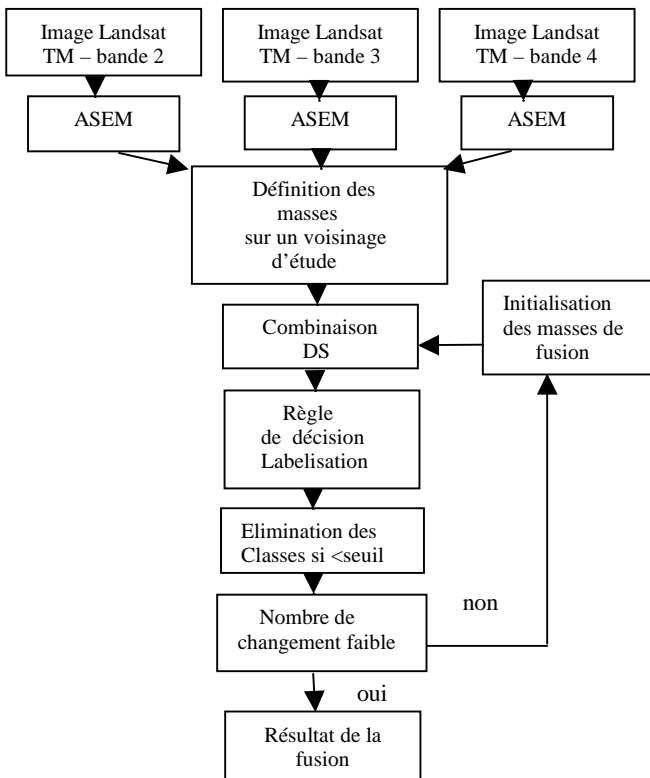 Image Landsat
TM – bande 2
Image Landsat
TM – bande 3
Image Landsat
TM – bande 4
ASEM
ASEM
ASEM
Définition des
masses
sur un voisinage
d'étude
Combinaison
DS
Initialisation
des masses de
fusion
Règle
de décision
Labelisation
Elimination des
Classes si <seuil
Nombre de
changement faible
non
oui
Résultat de la
fusion